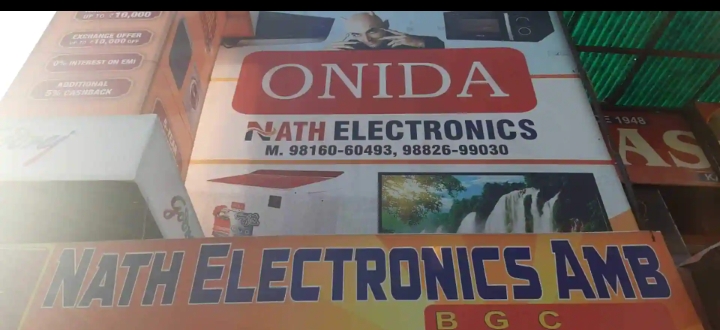 UP TO ₹10,000
EXCHANGE OFFER
0% INTEREST ON EMI
ADDITIONAL
5% CASHBACK
ONIDA
NATH ELECTRONICS
M. 98160-60493, 98826-99030
E 1948
AS
NATH ELECTRONICS AMB
B G C